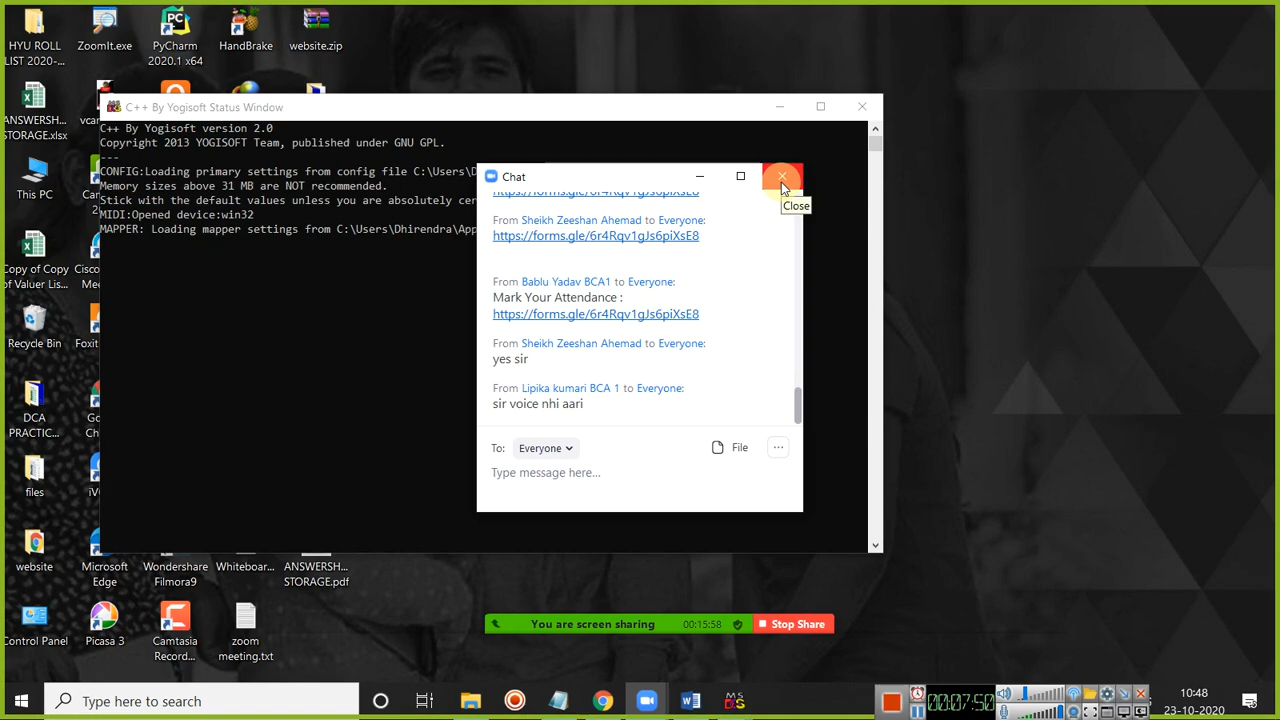 HYU ROLL
LIST 2020-...
ZoomIt.exe
PyCharm
2020.1 x64
HandBrake
website.zip
ANSWERSH...
STORAGE.xlsx
This PC
Copy of Copy
of Valuer Lis...
Recycle Bin
DCA
PRACTIC...
files
website
Microsoft
Edge
Wondershare
Filmora9
Whiteboar...
ANSWERSH...
STORAGE.pdf
Control Panel
Picasa 3
Camtasia
Record...
zoom
meeting.txt
C++ By Yogisoft Status Window
C++ By Yogisoft version 2.0
Copyright 2013 YOGISOFT Team, published under GNU GPL.
---
CONFIG:Loading primary settings from config file C:\Users\D
Memory sizes above 31 MB are NOT recommended.
Stick with the default values unless you are absolutely cer
MIDI:Opened device:win32
MAPPER: Loading mapper settings from C:\Users\Dhirendra\App
Chat
Close
https://forms.gle/6r4Rqv1gJs6piXsE8
From Sheikh Zeeshan Ahemad to Everyone:
https://forms.gle/6r4Rqv1gJs6piXsE8
From Bablu Yadav BCA1 to Everyone:
Mark Your Attendance :
https://forms.gle/6r4Rqv1gJs6piXsE8
From Sheikh Zeeshan Ahemad to Everyone:
yes sir
From Lipika kumari BCA 1 to Everyone:
sir voice nhi aari
To: Everyone
File
Type message here...
You are screen sharing 00:15:58 Stop Share
Type here to search
00:07:50
10:48
23-10-2020